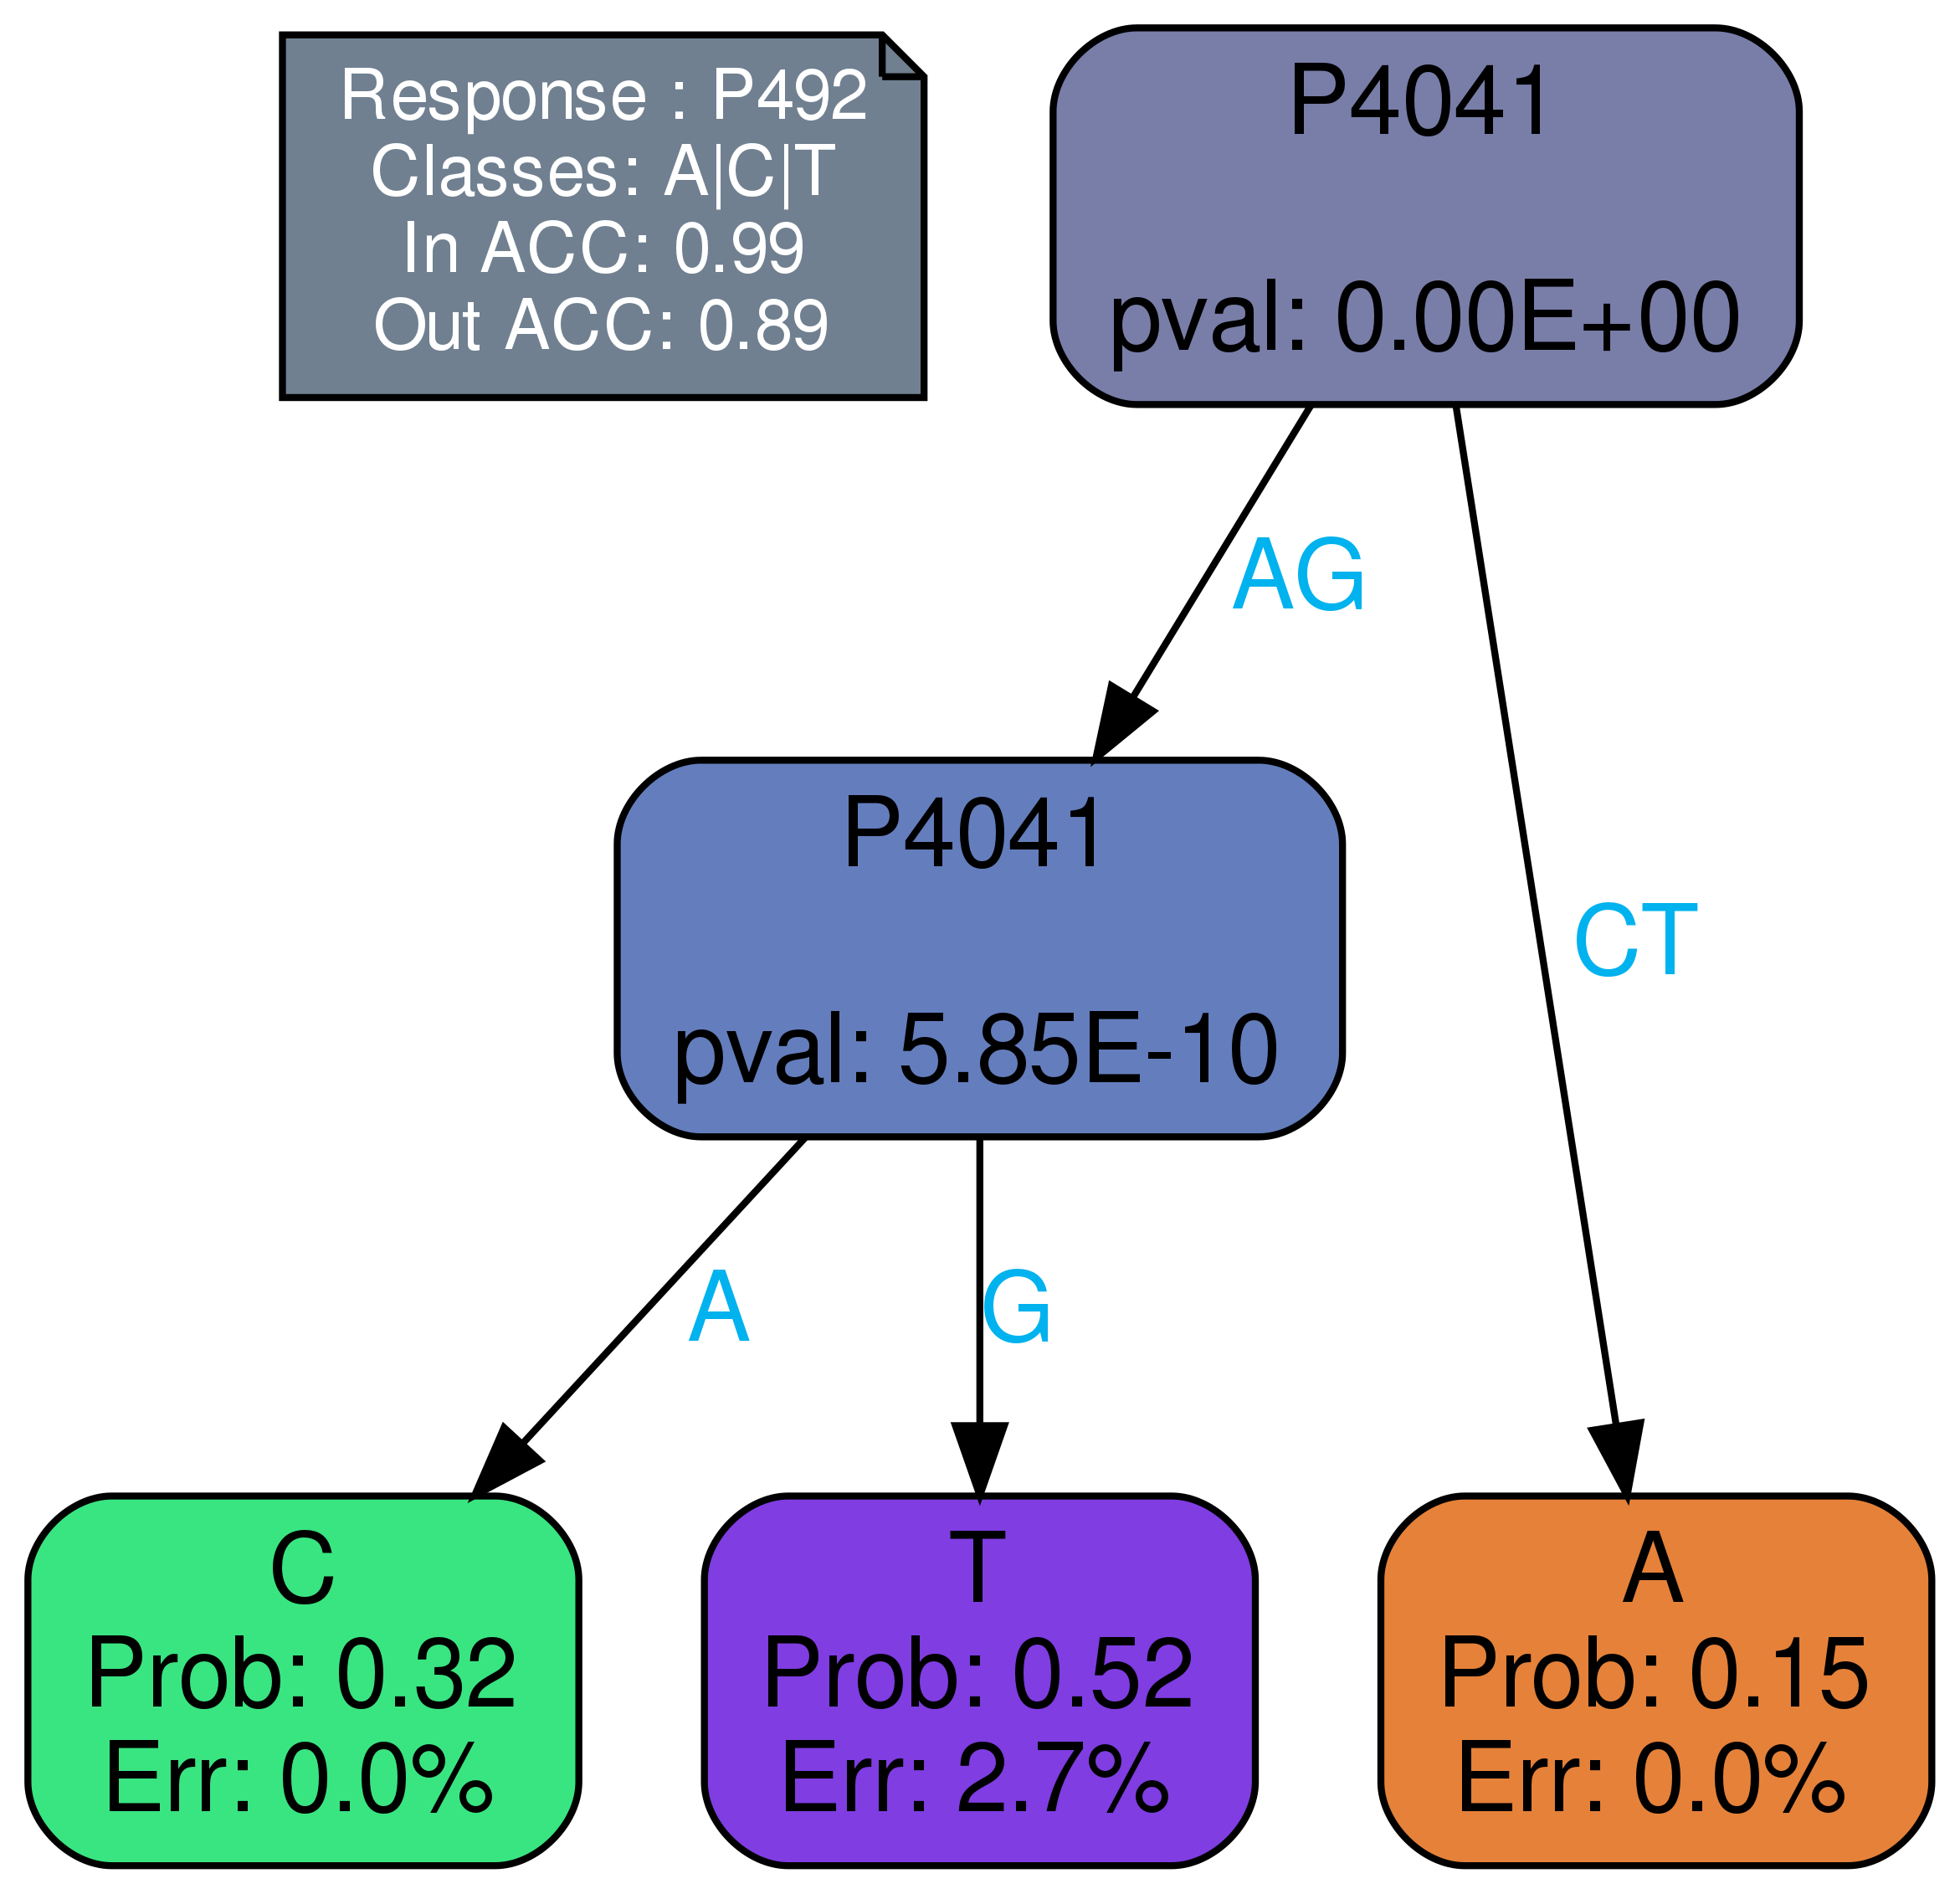 Response : P492
Classes: A|C|T
In ACC: 0.99
Out ACC: 0.89
P4041
pval: 0.00E+00
AG
CT
P4041
pval: 5.85E-10
A
G
C
Prob: 0.32
Err: 0.0%
T
Prob: 0.52
Err: 2.7%
A
Prob: 0.15
Err: 0.0%